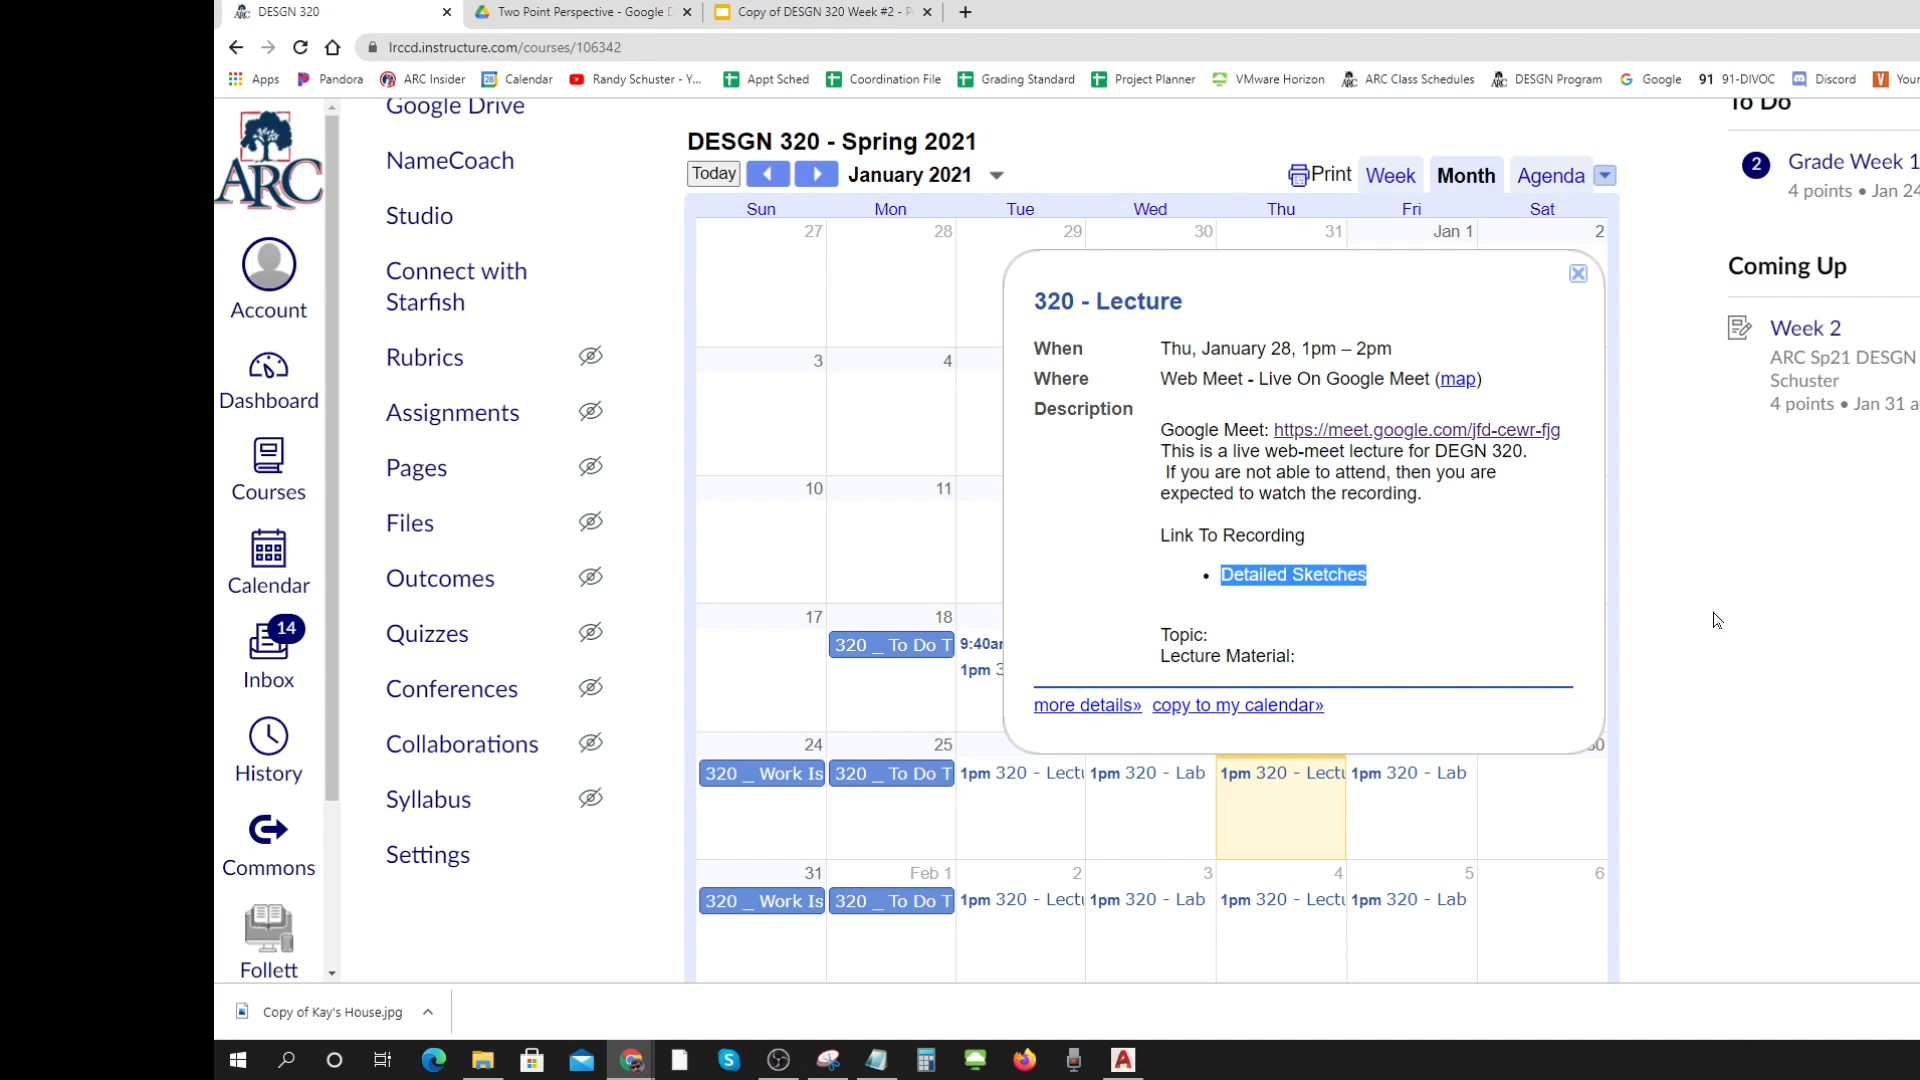 DESGN 320
Two Point Perspective - Google D
Copy of DESGN 320 Week #2 - P
lrccd.instructure.com/courses/106342
Apps
Pandora
ARC Insider
Calendar
Randy Schuster - Y...
Appt Sched
Coordination File
Grading Standard
Project Planner
VMware Horizon
ARC Class Schedules
DESGN Program
Google
91 91-DIVOC
Discord
Your
ARC
Account
Dashboard
Courses
Calendar
14
Inbox
History
Commons
Follett
Google Drive
NameCoach
Studio
Connect with
Starfish
Rubrics
Assignments
Pages
Files
Outcomes
Quizzes
Conferences
Collaborations
Syllabus
Settings
DESGN 320 - Spring 2021
Today
January 2021
Print Week Month Agenda
Sun Mon Tue Wed Thu Fri Sat
27 28 29 30 31 Jan 1 2
3 4
10 11
17 18
320 _ To Do T 9:40am
1pm 3
24 25 30
320 _ Work Is 320 _ To Do T 1pm 320 - Lectu 1pm 320 - Lab 1pm 320 - Lectu 1pm 320 - Lab
31 Feb 1 2 3 4 5 6
320 _ Work Is 320 _ To Do T 1pm 320 - Lectu 1pm 320 - Lab 1pm 320 - Lectu 1pm 320 - Lab
320 - Lecture
When Thu, January 28, 1pm – 2pm
Where Web Meet - Live On Google Meet (map)
Description
Google Meet: https://meet.google.com/jfd-cewr-fjg
This is a live web-meet lecture for DEGN 320.
If you are not able to attend, then you are
expected to watch the recording.
Link To Recording
• Detailed Sketches
Topic:
Lecture Material:
more details» copy to my calendar»
To Do
2
Grade Week 1
4 points • Jan 24
Coming Up
Week 2
ARC Sp21 DESGN
Schuster
4 points • Jan 31 a
Copy of Kay's House.jpg